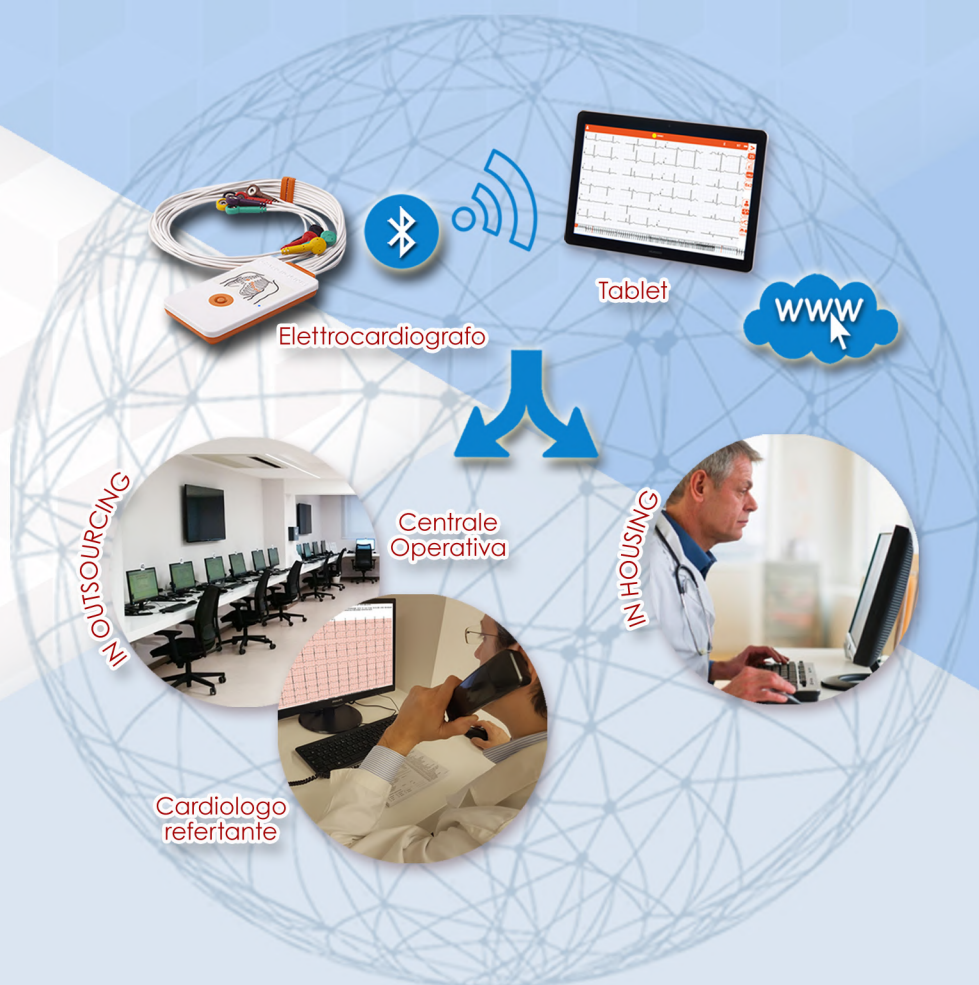 Tablet
WWW
Elettrocardiografo
IN OUTSOURCING
Centrale
Operativa
IN HOUSING
Cardiologo
refertante